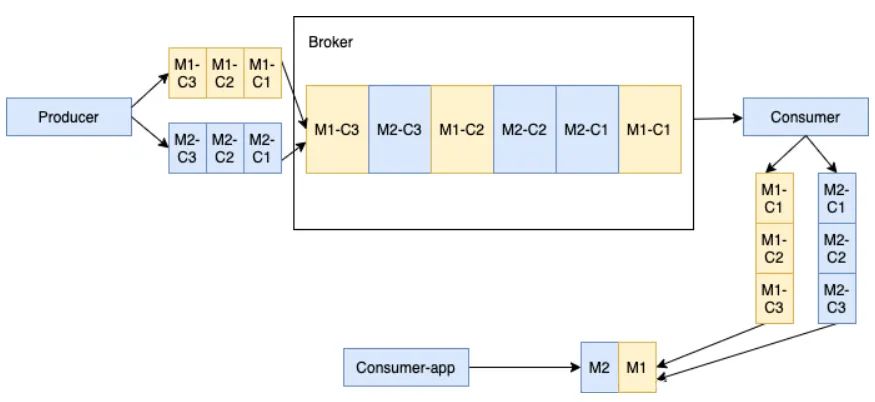 Broker
M1-
C3
M1-
C2
M1-
C1
Producer
M2-
C3
M2-
C2
M2-
C1
M1-C3
M2-C3
M1-C2
M2-C2
M2-C1
M1-C1
Consumer
M1-
C1
M1-
C2
M1-
C3
M2-
C1
M2-
C2
M2-
C3
Consumer-app
M2
M1